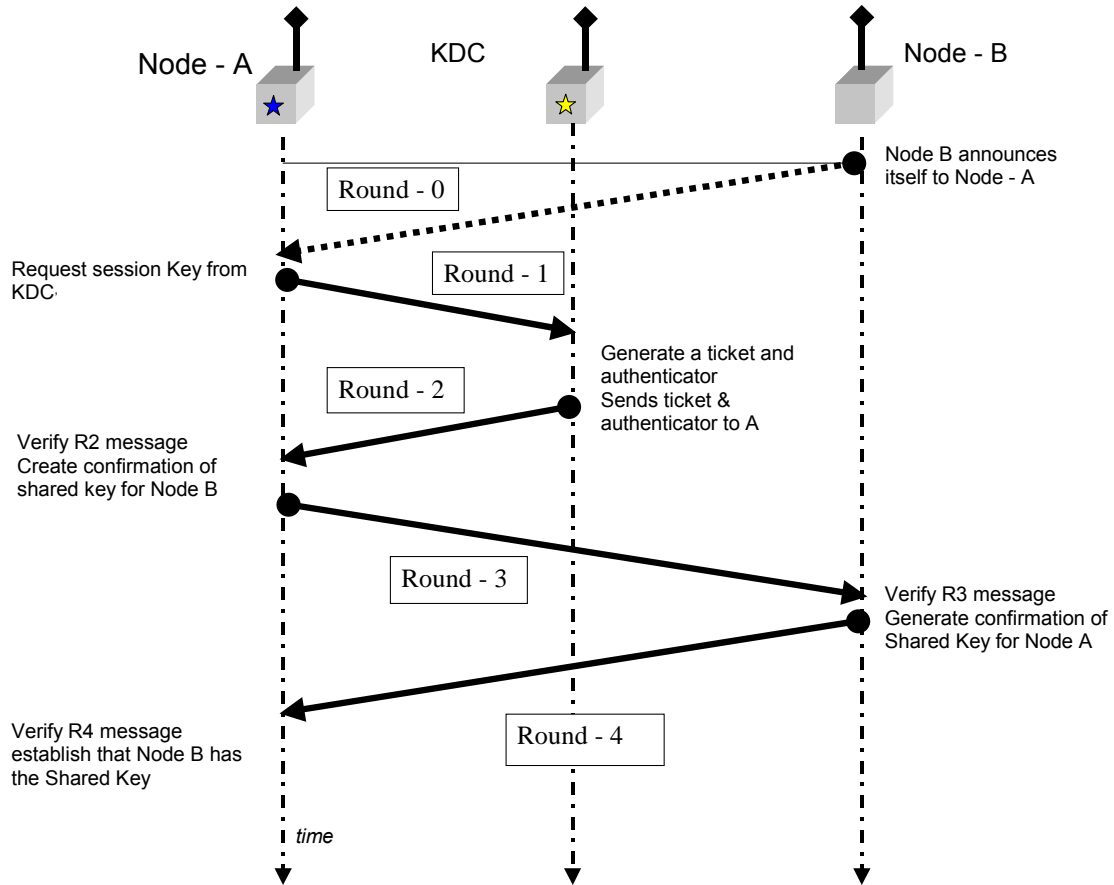 Node - A
KDC
Node - B
Node B announces
itself to Node - A
Round - 0
Request session Key from
KDC.
Round - 1
Generate a ticket and
authenticator
Sends ticket &
authenticator to A
Round - 2
Verify R2 message
Create confirmation of
shared key for Node B
Round - 3
Verify R3 message
Generate confirmation of
Shared Key for Node A
Verify R4 message
establish that Node B has
the Shared Key
Round - 4
time